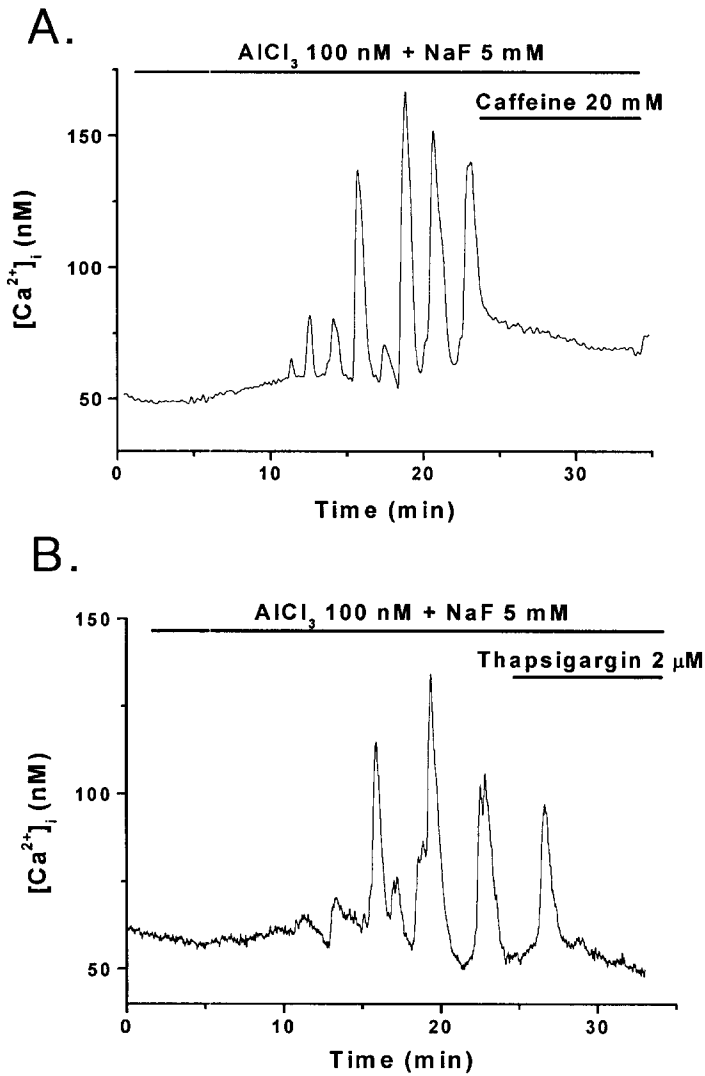 A.
AlCl₃ 100 nM + NaF 5 mM
Caffeine 20 mM
150
100
50
[Ca²⁺]ᵢ (nM)
0 10 20 30
Time (min)
B.
AlCl₃ 100 nM + NaF 5 mM
Thapsigargin 2 μM
150
100
50
[Ca²⁺]ᵢ (nM)
0 10 20 30
Time (min)